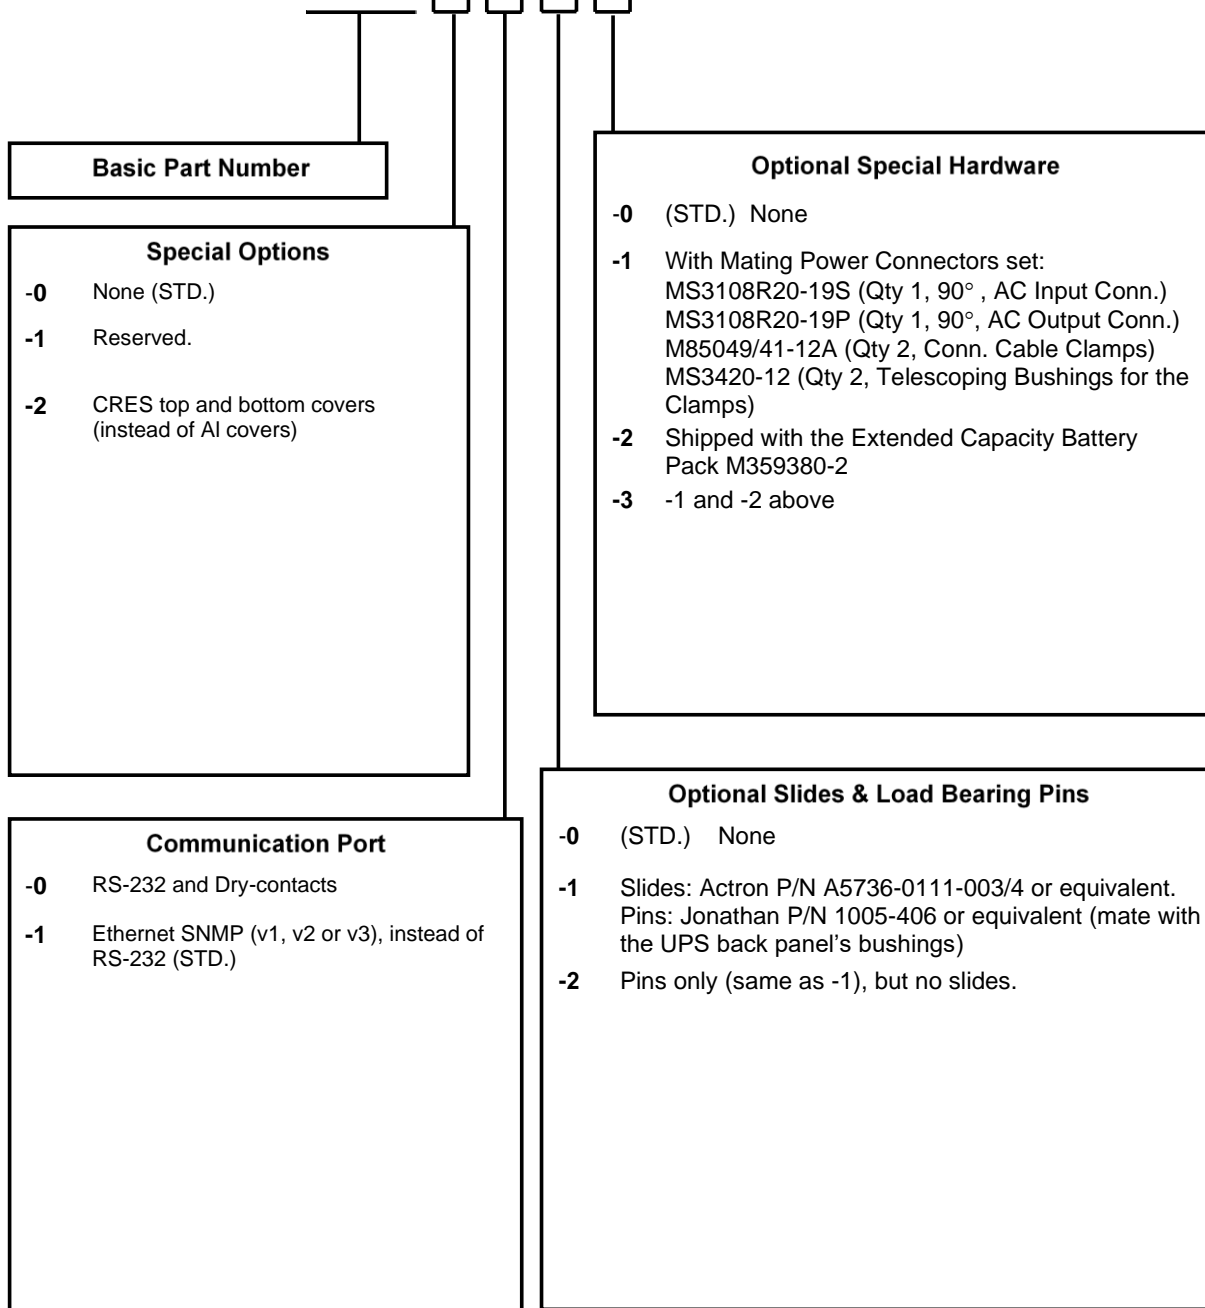 Basic Part Number
Special Options
-0 None (STD.)
-1 Reserved.
-2 CRES top and bottom covers
(instead of Al covers)
Communication Port
-0 RS-232 and Dry-contacts
-1 Ethernet SNMP (v1, v2 or v3), instead of
RS-232 (STD.)
Optional Special Hardware
-0 (STD.) None
-1 With Mating Power Connectors set:
MS3108R20-19S (Qty 1, 90° , AC Input Conn.)
MS3108R20-19P (Qty 1, 90°, AC Output Conn.)
M85049/41-12A (Qty 2, Conn. Cable Clamps)
MS3420-12 (Qty 2, Telescoping Bushings for the
Clamps)
-2 Shipped with the Extended Capacity Battery
Pack M359380-2
-3 -1 and -2 above
Optional Slides & Load Bearing Pins
-0 (STD.) None
-1 Slides: Actron P/N A5736-0111-003/4 or equivalent.
Pins: Jonathan P/N 1005-406 or equivalent (mate with
the UPS back panel's bushings)
-2 Pins only (same as -1), but no slides.